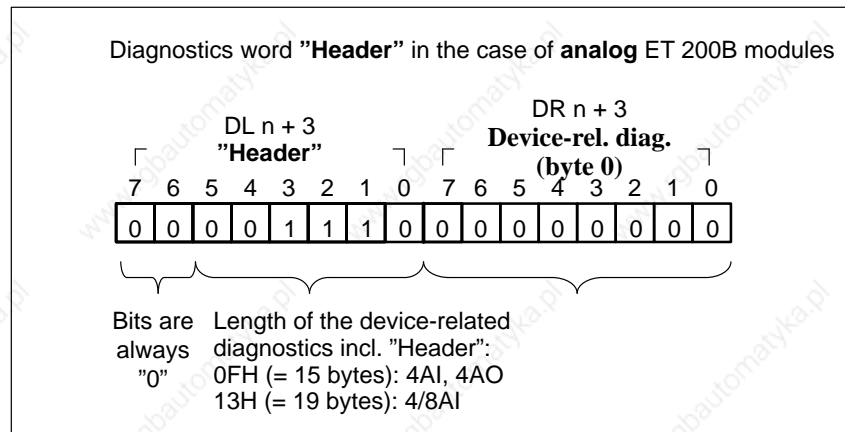 Diagnostics word ”Header” in the case of analog ET 200B modules
DL n + 3
”Header”
DR n + 3
Device-rel. diag.
(byte 0)
7 6 5 4 3 2 1 0 7 6 5 4 3 2 1 0
0 0 0 0 1 1 1 0 0 0 0 0 0 0 0 0
Bits are
always
”0”
Length of the device-related
diagnostics incl. ”Header”:
0FH (= 15 bytes): 4AI, 4AO
13H (= 19 bytes): 4/8AI